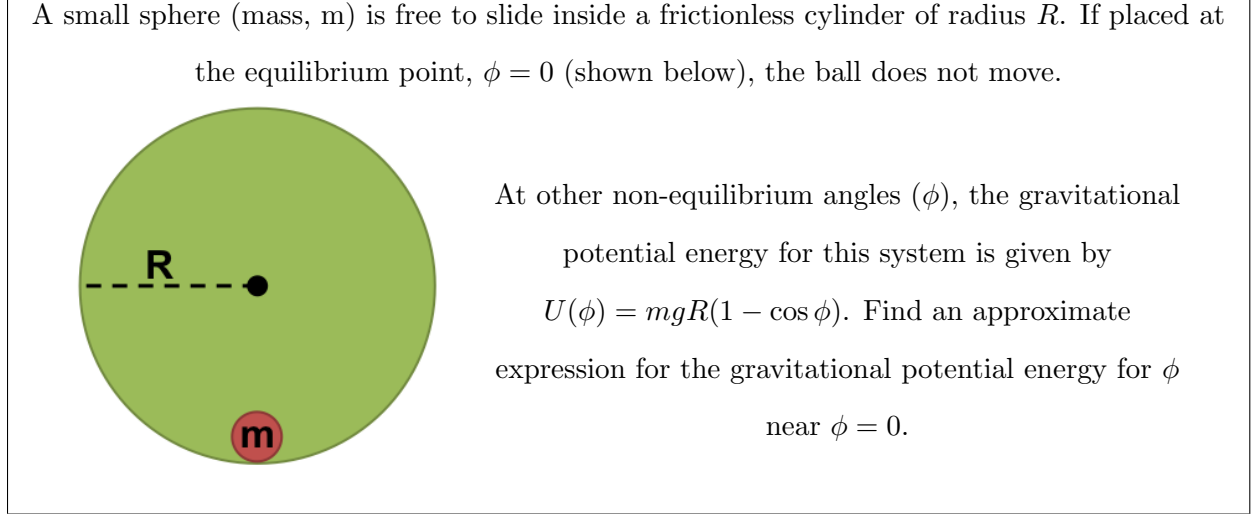 A small sphere (mass, m) is free to slide inside a frictionless cylinder of radius R. If placed at
the equilibrium point, ϕ = 0 (shown below), the ball does not move.
R
m
At other non-equilibrium angles (ϕ), the gravitational
potential energy for this system is given by
U(ϕ) = mgR(1 − cos ϕ). Find an approximate
expression for the gravitational potential energy for ϕ
near ϕ = 0.